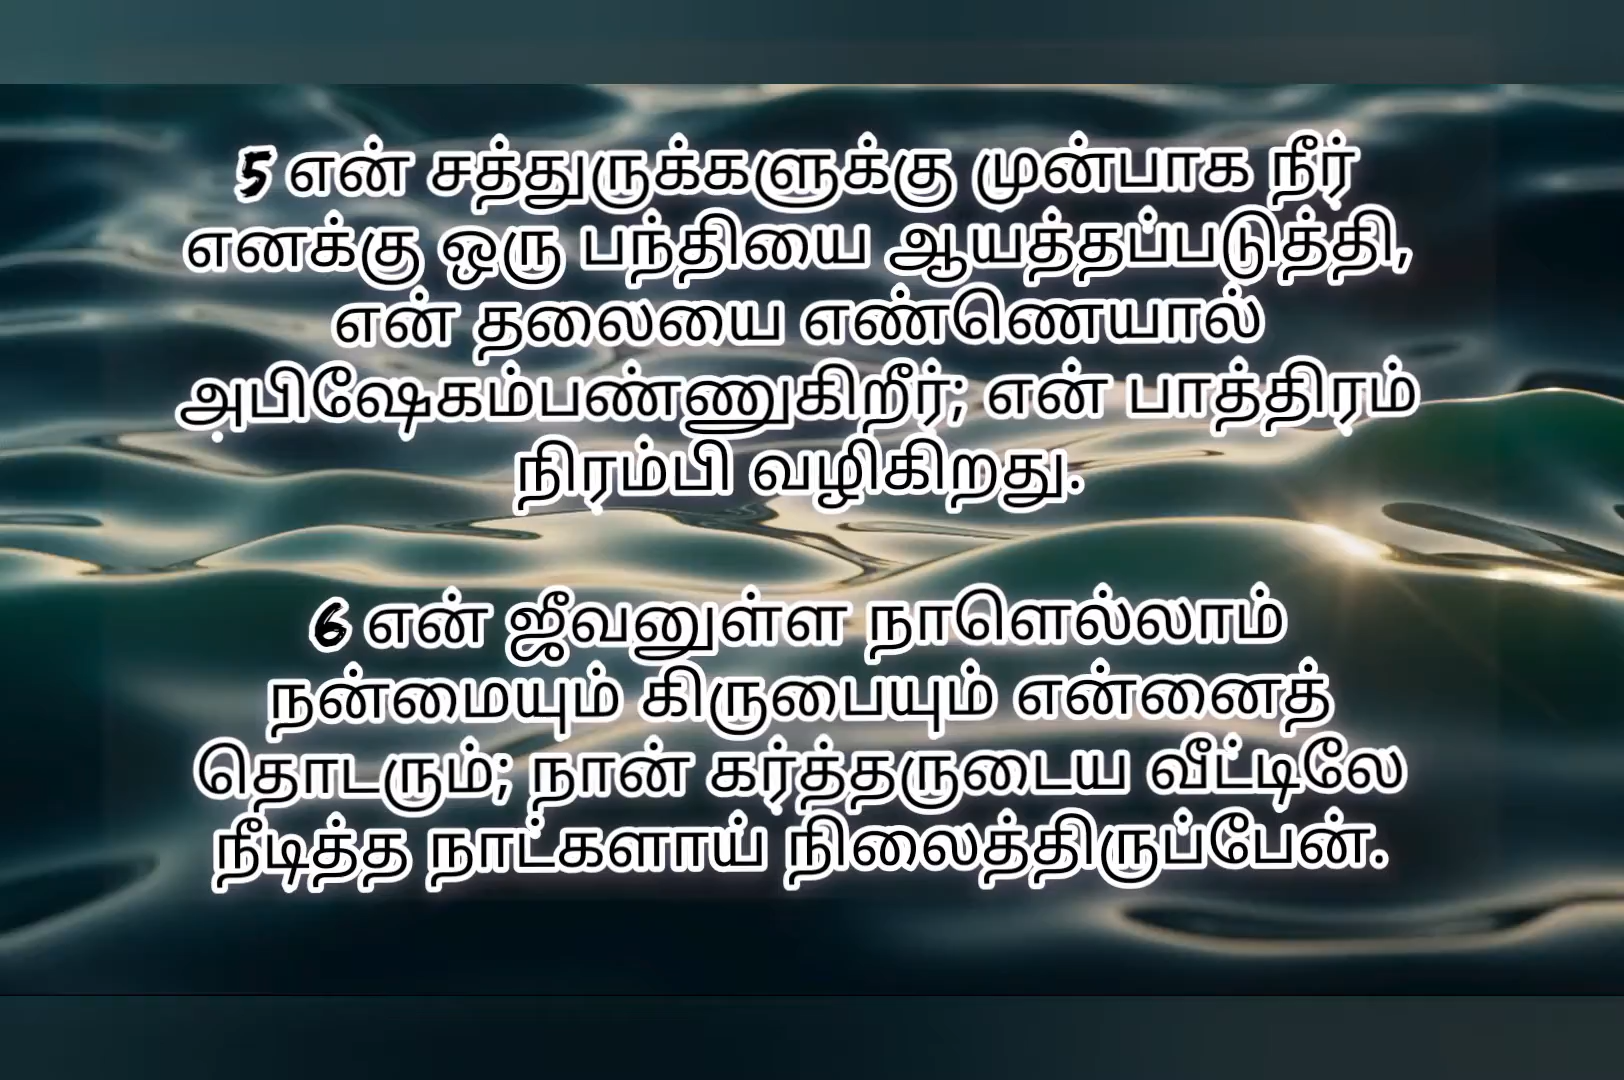 5 என் சத்துருக்களுக்கு முன்பாக நீர்
எனக்கு ஒரு பந்தியை ஆயத்தப்படுத்தி,
என் தலையை எண்ணெயால்
அபிஷேகம்பண்ணுகிறீர்; என் பாத்திரம்
நிரம்பி வழிகிறது.
6 என் ஜீவனுள்ள நாளெல்லாம்
நன்மையும் கிருபையும் என்னைத்
தொடரும்; நான் கர்த்தருடைய வீட்டிலே
நீடித்த நாட்களாய் நிலைத்திருப்பேன்.